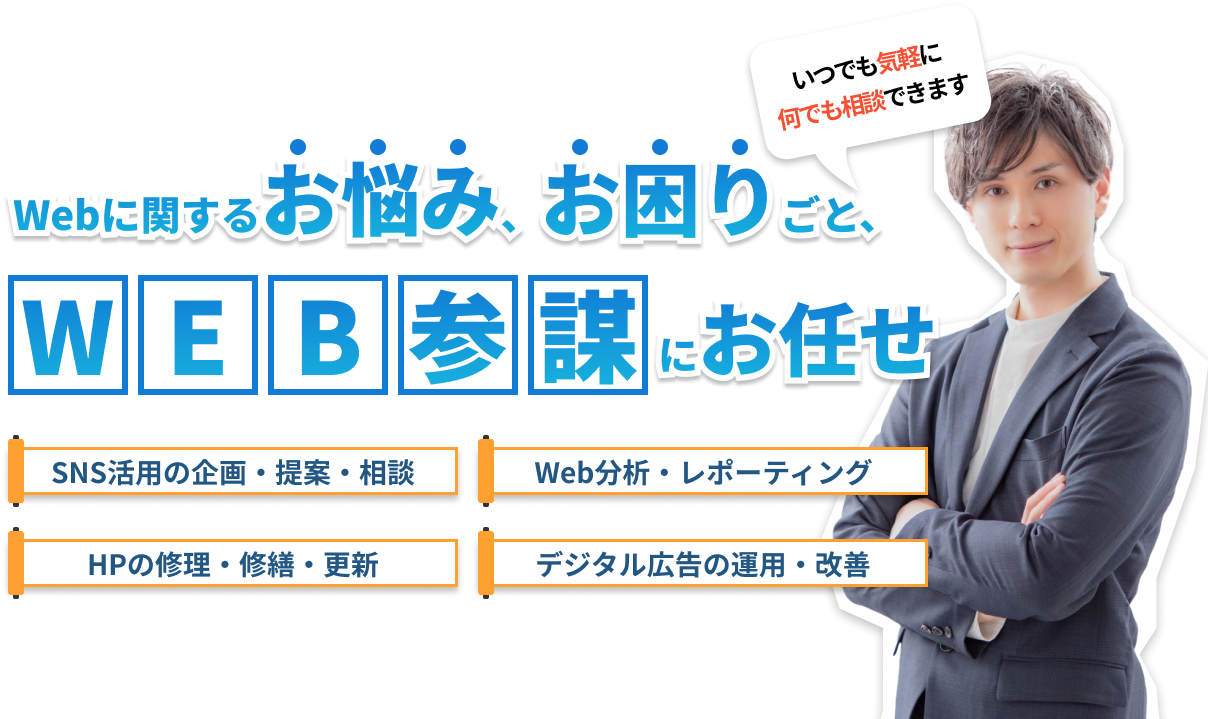 いつでも気軽に
何でも相談できます
Webに関するお悩み、お困りごと、
WEB参謀にお任せ
SNS活用の企画・提案・相談
Web分析・レポーティング
HPの修理・修繕・更新
デジタル広告の運用・改善